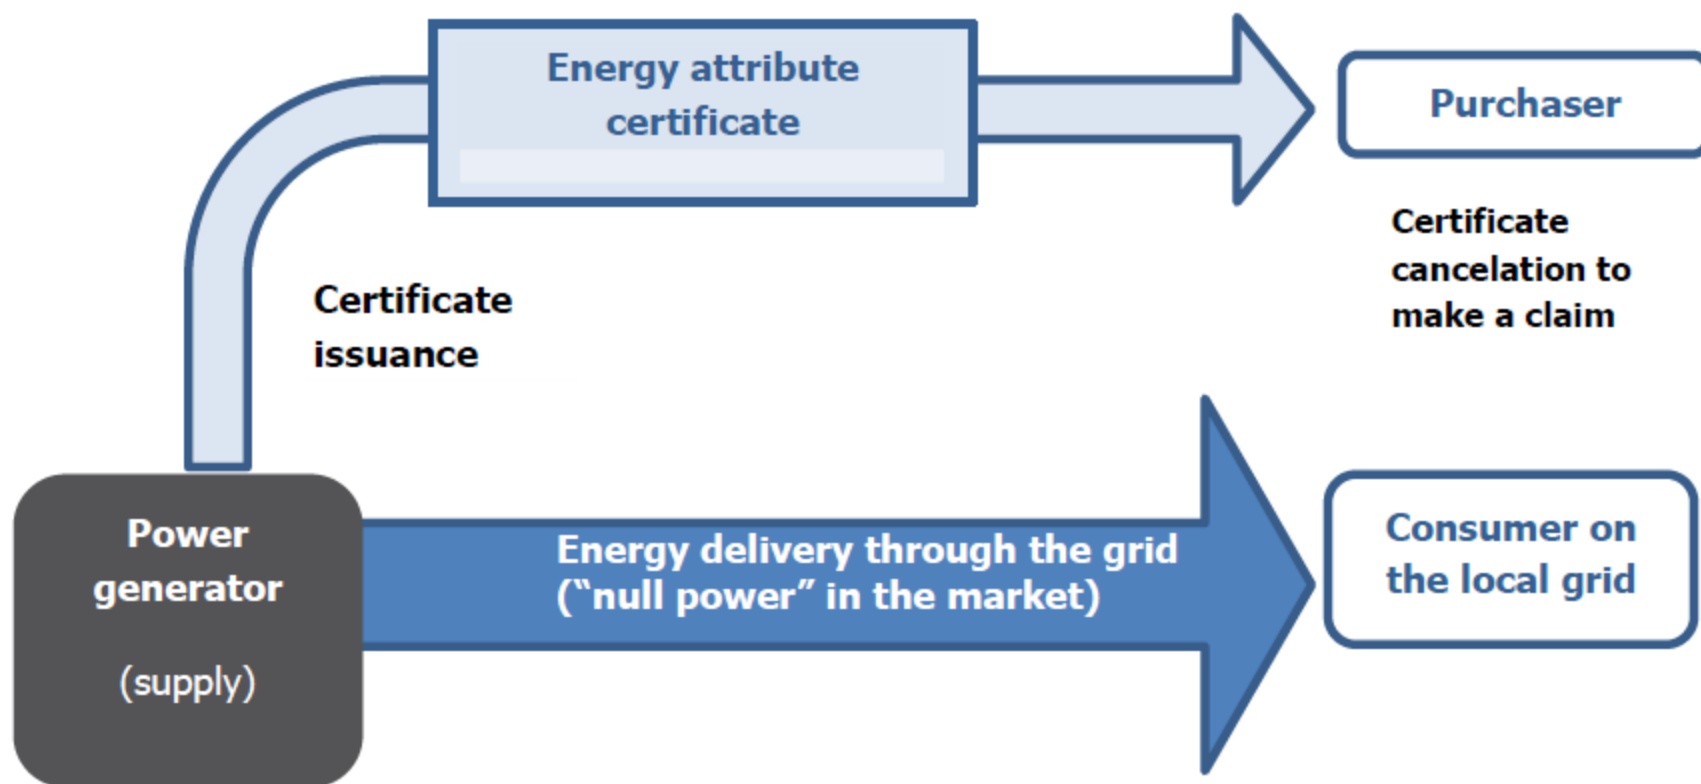 Energy attribute
certificate
Purchaser
Certificate
cancelation to
make a claim
Certificate
issuance
Power
generator
(supply)
Energy delivery through the grid
(“null power” in the market)
Consumer on
the local grid